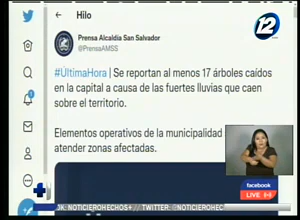 Hilo
12
Prensa Alcaldía San Salvador
@PrensaAMSS
#ÚltimaHora | Se reportan al menos 17 árboles caídos
en la capital a causa de las fuertes lluvias que caen
sobre el territorio.
Elementos operativos de la municipalidad
atender zonas afectadas.
facebook
LIVE
OK: NOTICIEROHECHOS+// TWITTER: @NOTICIEROHEC